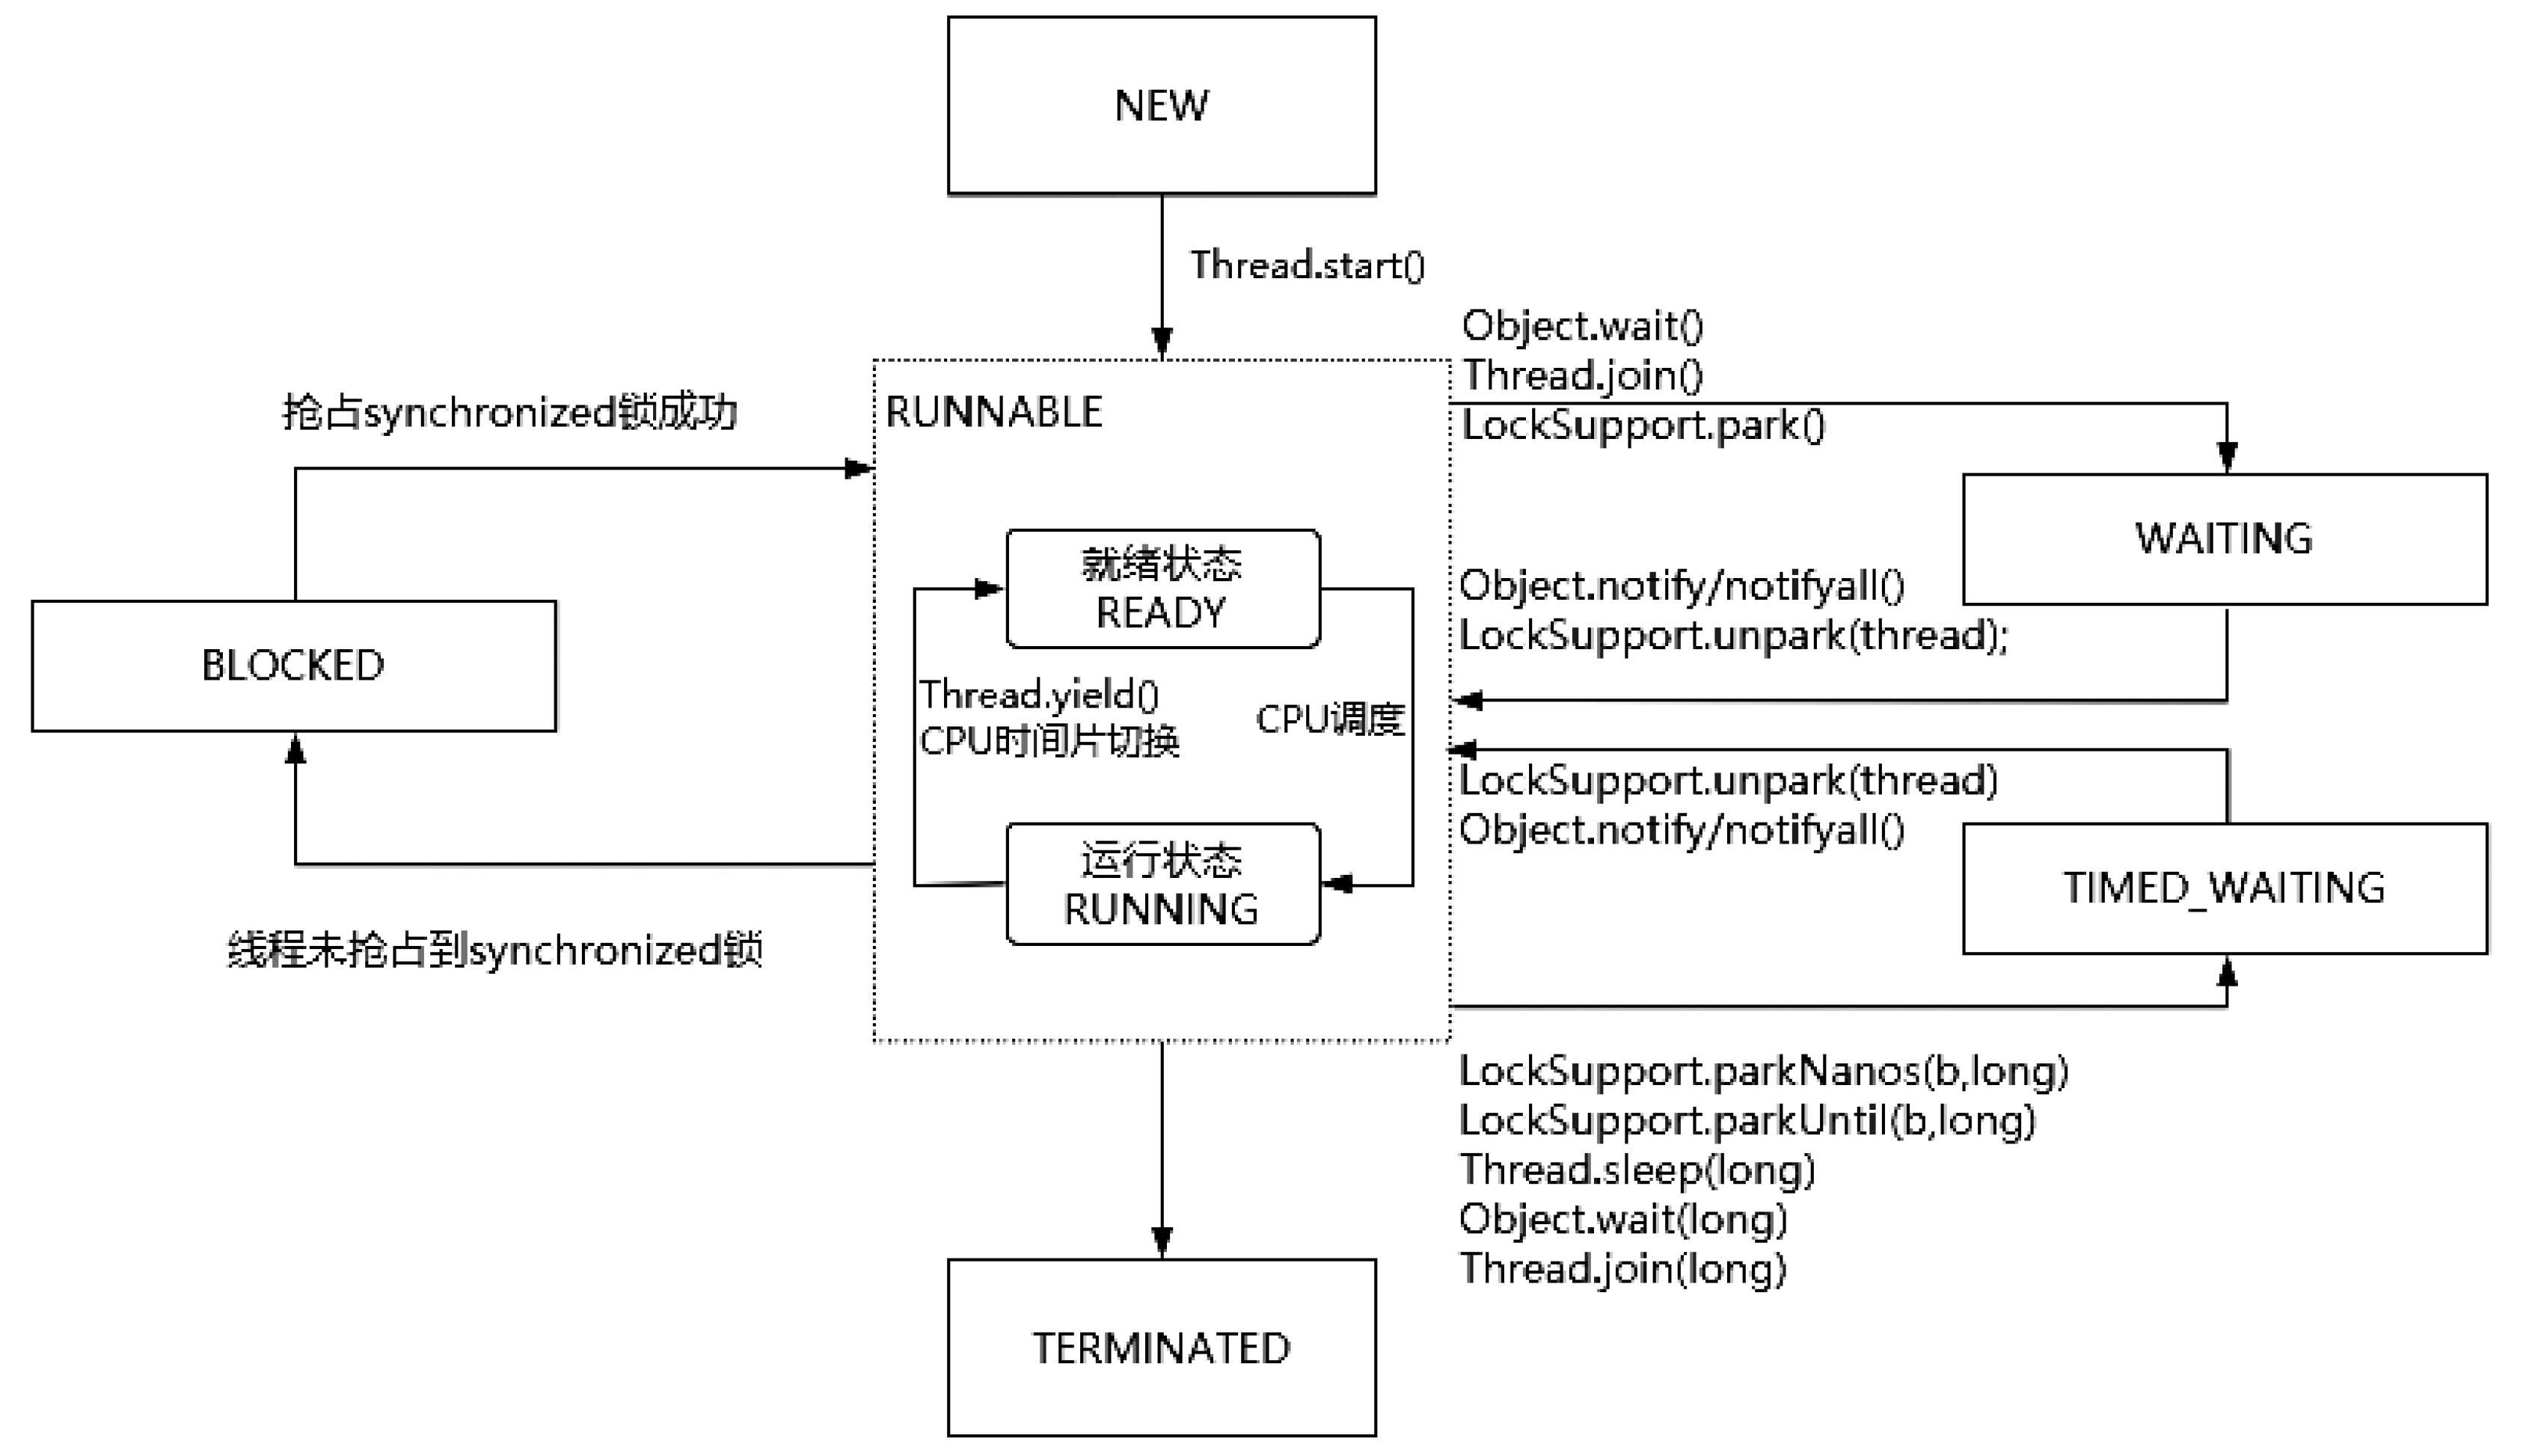 NEW
Thread.start()
Object.wait()
Thread.join()
LockSupport.park()
抢占synchronized锁成功
RUNNABLE
WAITING
就绪状态
READY
Object.notify/notifyall()
LockSupport.unpark(thread);
BLOCKED
Thread.yield()
CPU时间片切换
CPU调度
LockSupport.unpark(thread)
Object.notify/notifyall()
运行状态
RUNNING
TIMED_WAITING
线程未抢占到synchronized锁
LockSupport.parkNanos(b,long)
LockSupport.parkUntil(b,long)
Thread.sleep(long)
Object.wait(long)
Thread.join(long)
TERMINATED